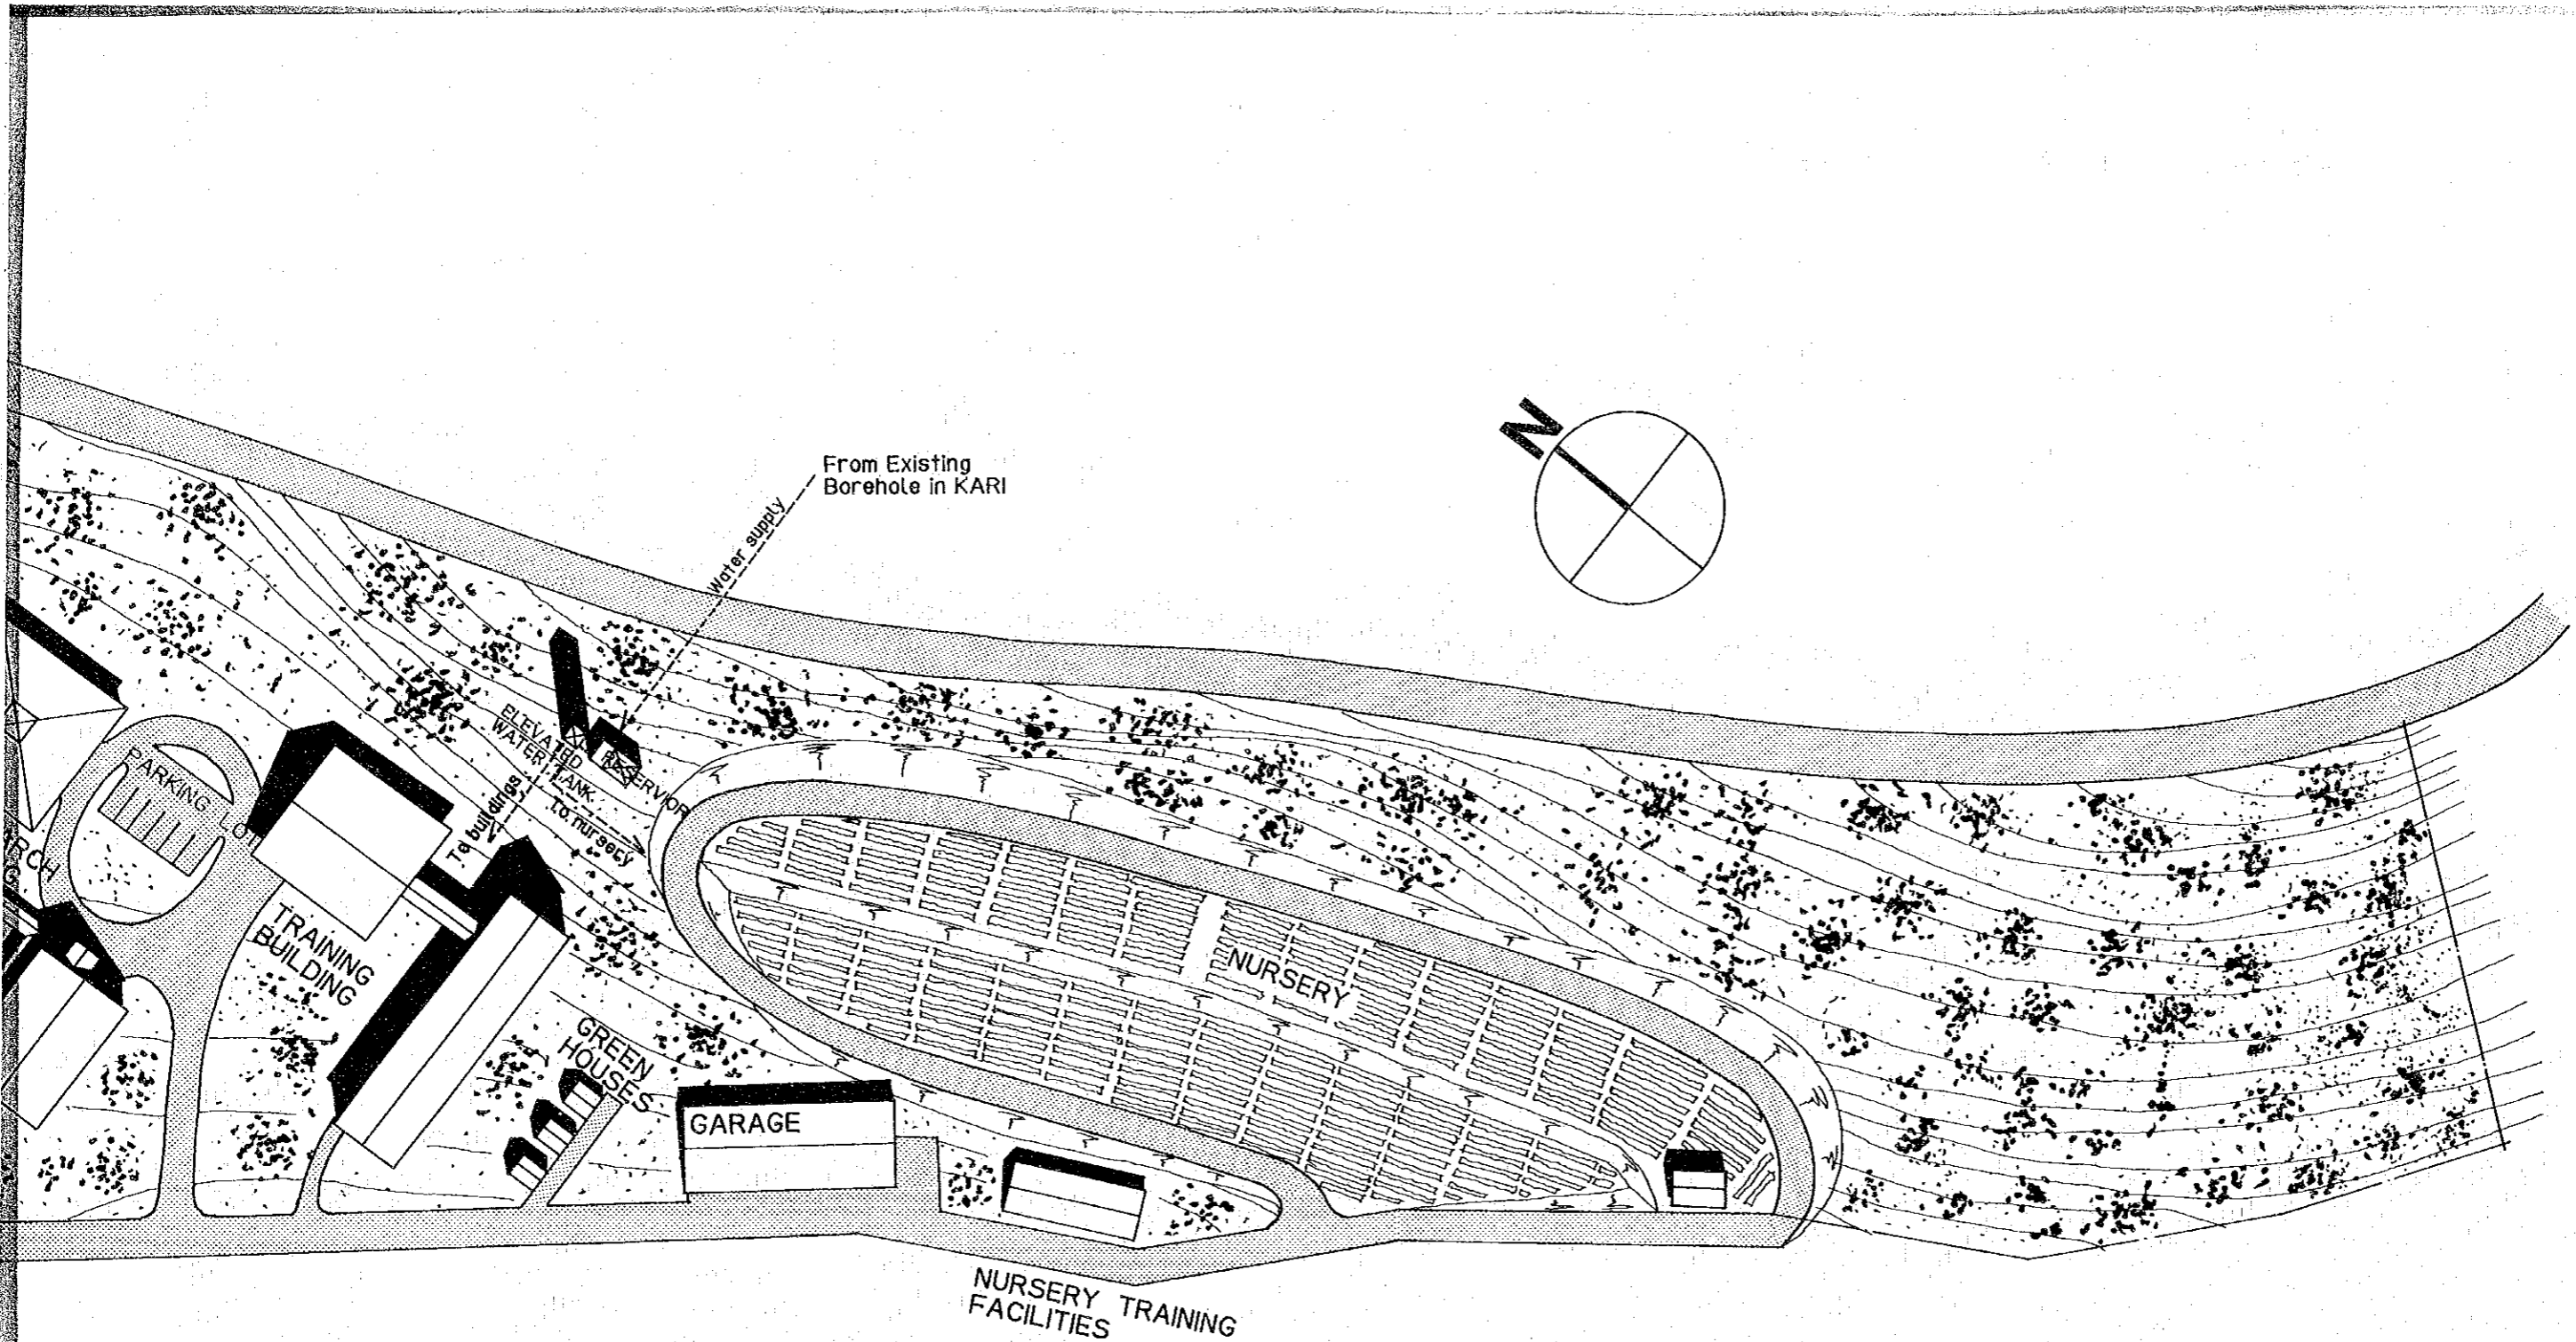 N
From Existing
Borehole in KARI
Water supply
ELEVATED
WATER TANK
RESERVIOR
To buildings
To nursery
PARKING LOT
RCH
G
TRAINING
BUILDING
GREEN
HOUSES
GARAGE
NURSERY
NURSERY TRAINING
FACILITIES